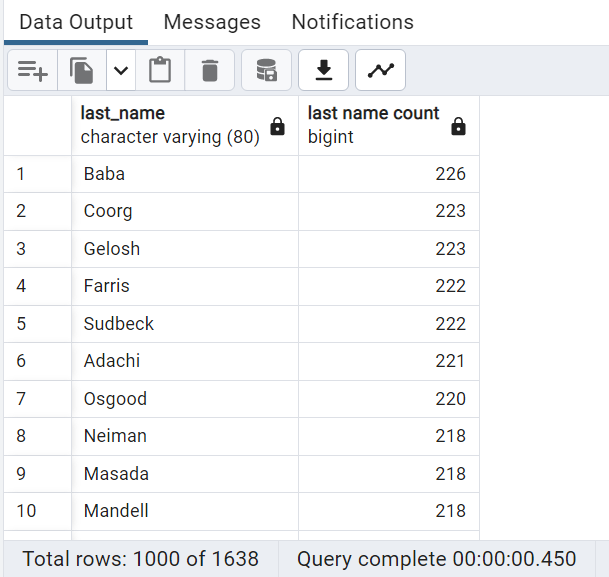 Data Output Messages Notifications
last_name last name count
character varying (80) bigint
1 Baba 226
2 Coorg 223
3 Gelosh 223
4 Farris 222
5 Sudbeck 222
6 Adachi 221
7 Osgood 220
8 Neiman 218
9 Masada 218
10 Mandell 218
Total rows: 1000 of 1638 Query complete 00:00:00.450